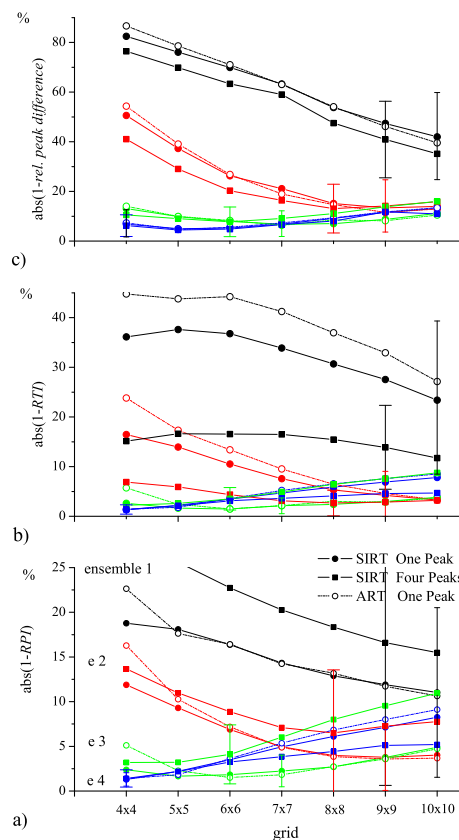 %
80
60
40
20
0
abs(1-rel. peak difference)
c)
%
40
30
20
10
0
abs(1-RTI)
b)
SIRT One Peak
SIRT Four Peaks
ART One Peak
%
ensemble 1
25
20
15
10
5
0
abs(1-RPI)
e 2
e 3
e 4
a)
4x4 5x5 6x6 7x7 8x8 9x9 10x10
grid